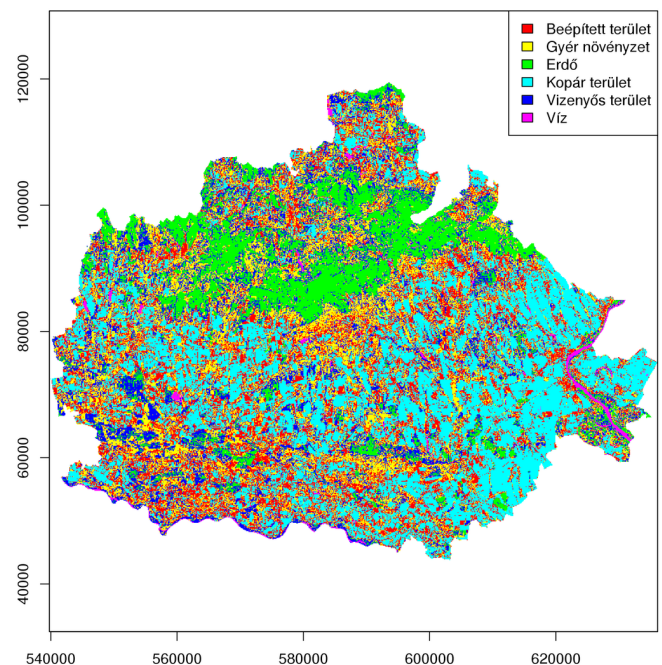 Beépített terület
Gyér növényzet
Erdő
Kopár terület
Vizenyős terület
Víz
120000
100000
80000
60000
40000
540000 560000 580000 600000 620000